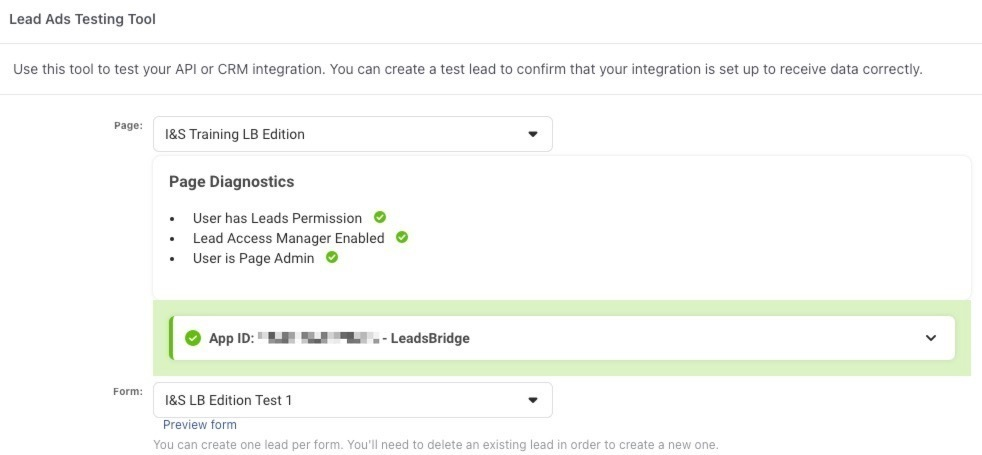 Lead Ads Testing Tool
Use this tool to test your API or CRM integration. You can create a test lead to confirm that your integration is set up to receive data correctly.
Page:
I&S Training LB Edition
Page Diagnostics
User has Leads Permission
Lead Access Manager Enabled
User is Page Admin
App ID: - LeadsBridge
Form:
I&S LB Edition Test 1
Preview form
You can create one lead per form. You'll need to delete an existing lead in order to create a new one.